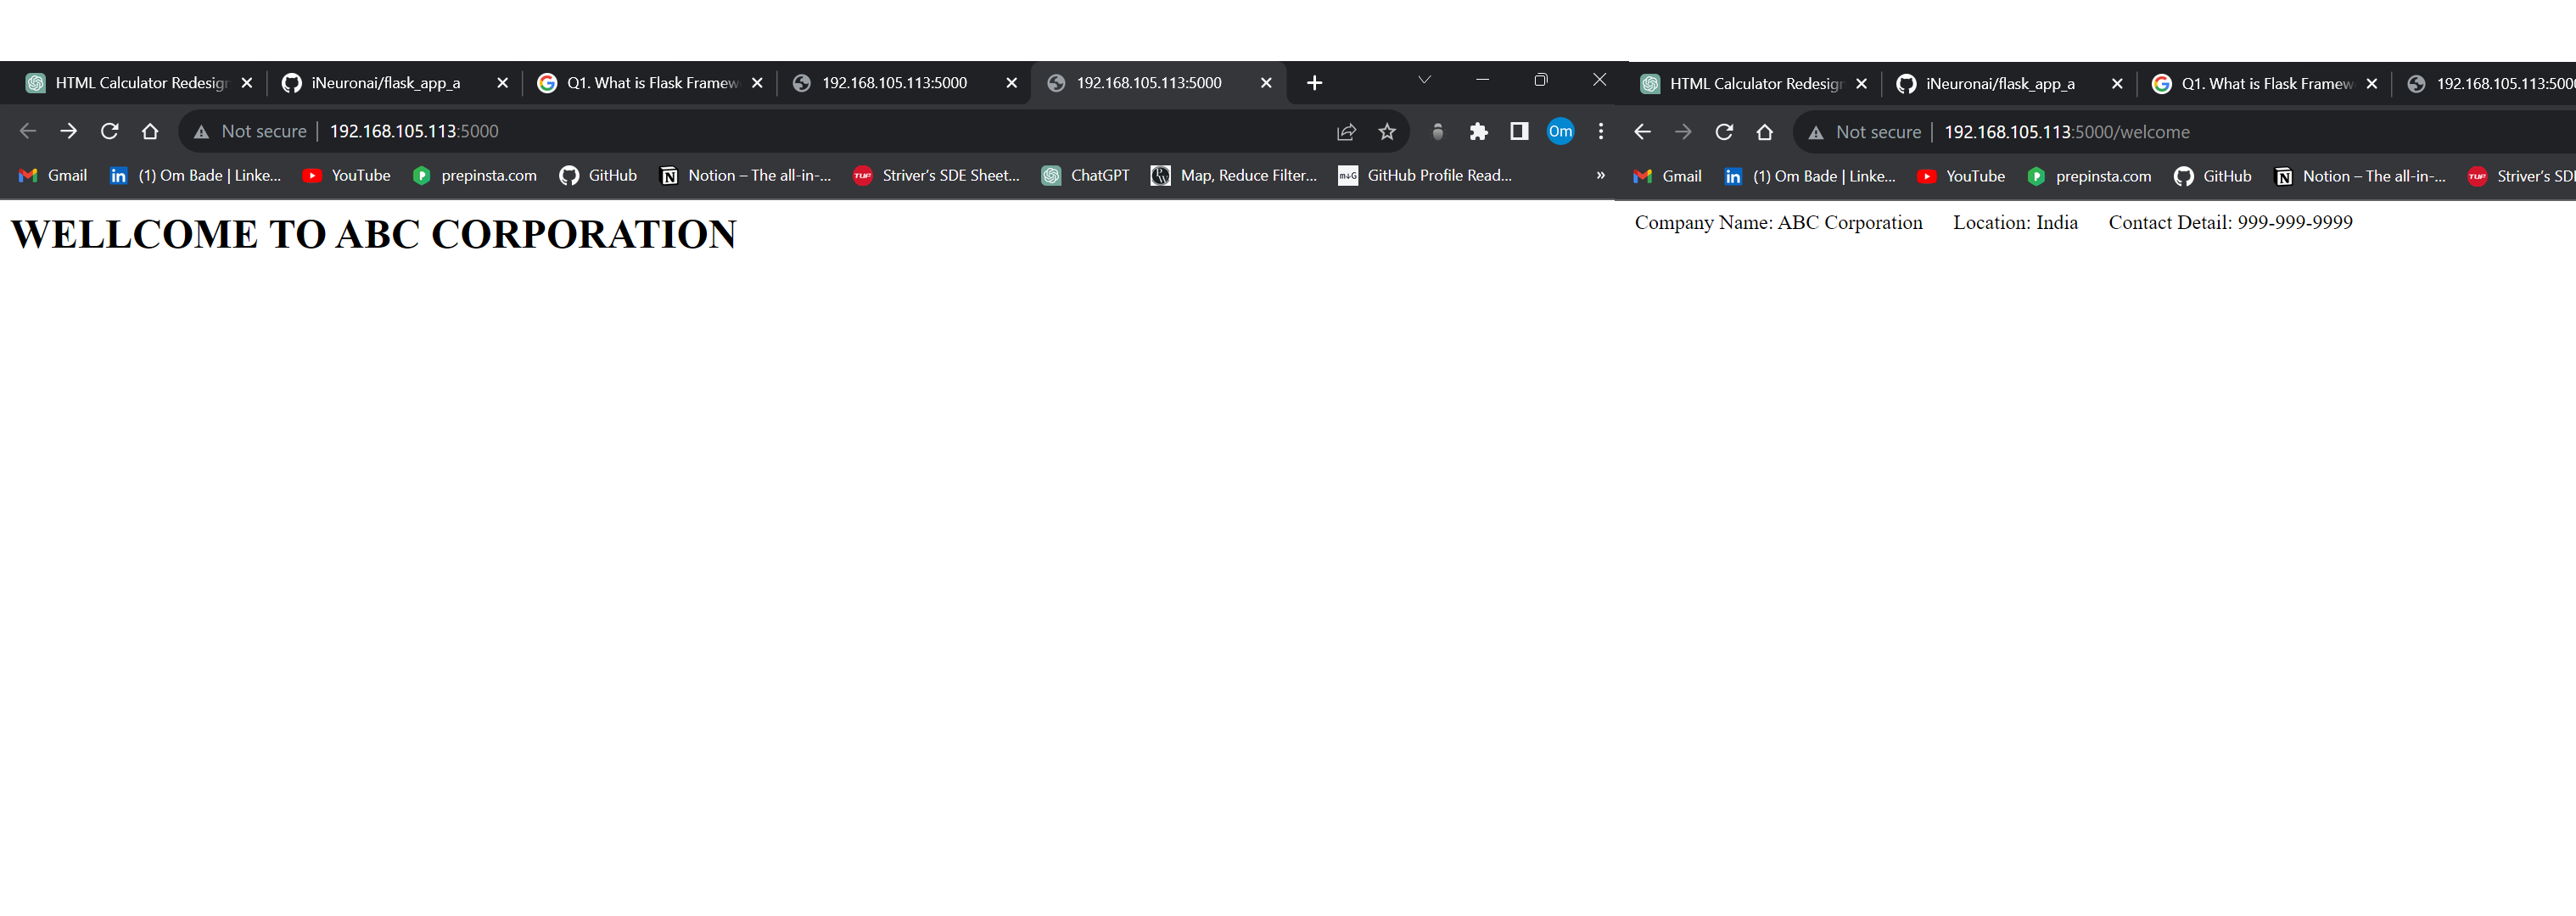 HTML Calculator Redesign
iNeuronai/flask_app_a
Q1. What is Flask Framew
192.168.105.113:5000
192.168.105.113:5000
Not secure | 192.168.105.113:5000
Om
Gmail
in (1) Om Bade | Linke...
YouTube
prepinsta.com
GitHub
Notion – The all-in-...
TUF Striver's SDE Sheet...
ChatGPT
Map, Reduce Filter...
m↓G GitHub Profile Read...
»
WELLCOME TO ABC CORPORATION
HTML Calculator Redesign
iNeuronai/flask_app_a
Q1. What is Flask Framew
192.168.105.113:500
Not secure | 192.168.105.113:5000/welcome
Gmail
in (1) Om Bade | Linke...
YouTube
prepinsta.com
GitHub
Notion – The all-in-...
TUF Striver's SD
Company Name: ABC Corporation Location: India Contact Detail: 999-999-9999